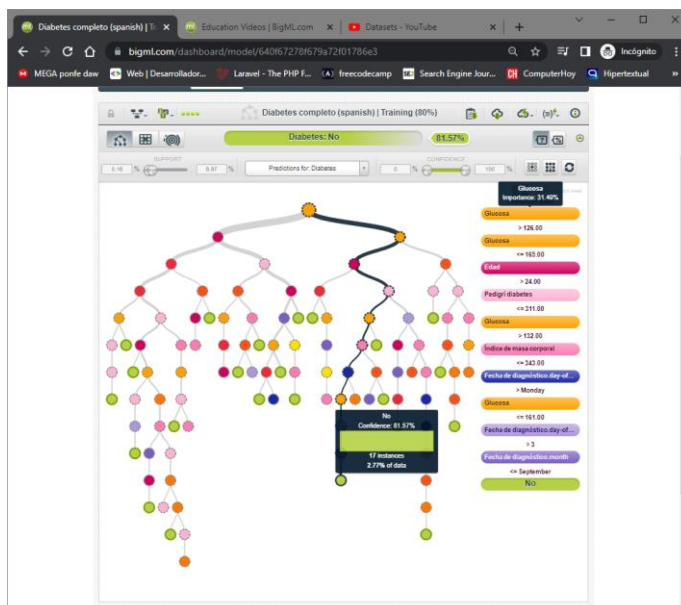 Diabetes completo (spanish) | Tr
Education Videos | BigML.com
Datasets - YouTube
bigml.com/dashboard/model/640f67278f679a72f01786e3
Incógnito
MEGA ponfe daw
Web | Desarrollador...
Laravel - The PHP F...
freecodecamp
Search Engine Jour...
ComputerHoy
Hipertextual
Diabetes completo (spanish) | Training (80%)
Diabetes: No
81.57%
SUPPORT
0.16 %
% Predictions for: Diabetes
CONFIDENCE
0 %
100 %
Glucosa
Importance: 31.40%
Glucosa
> 126.00
Glucosa
<= 165.00
Edad
> 24.00
Pedigrí diabetes
<= 311.00
Glucosa
> 132.00
Índice de masa corporal
<= 343.00
Fecha de diagnóstico.day-of...
> Monday
Glucosa
<= 161.00
Fecha de diagnóstico.day-of...
> 3
Fecha de diagnóstico.month
<= September
No
No
Confidence: 81.57%
17 instances
2.77% of data